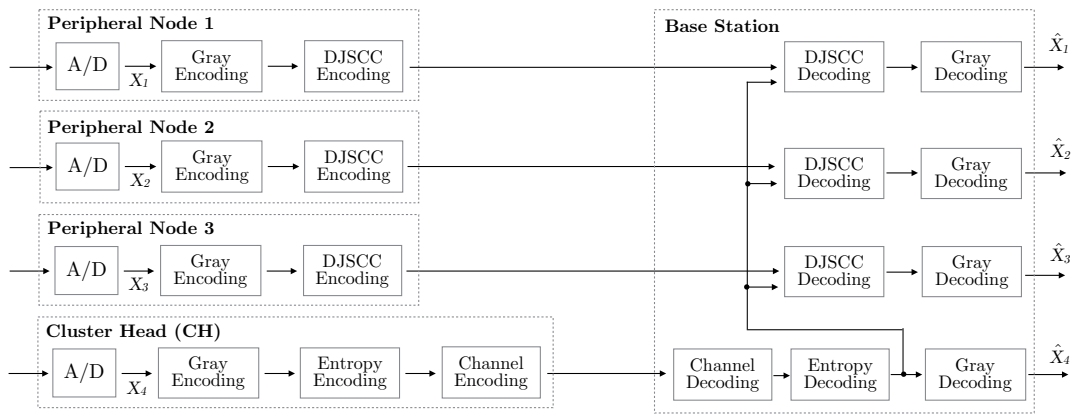 Peripheral Node 1
A/D
X1
Gray
Encoding
DJSCC
Encoding
Peripheral Node 2
A/D
X2
Gray
Encoding
DJSCC
Encoding
Peripheral Node 3
A/D
X3
Gray
Encoding
DJSCC
Encoding
Cluster Head (CH)
A/D
X4
Gray
Encoding
Entropy
Encoding
Channel
Encoding
Base Station
DJSCC
Decoding
Gray
Decoding
X̂1
DJSCC
Decoding
Gray
Decoding
X̂2
DJSCC
Decoding
Gray
Decoding
X̂3
Channel
Decoding
Entropy
Decoding
Gray
Decoding
X̂4